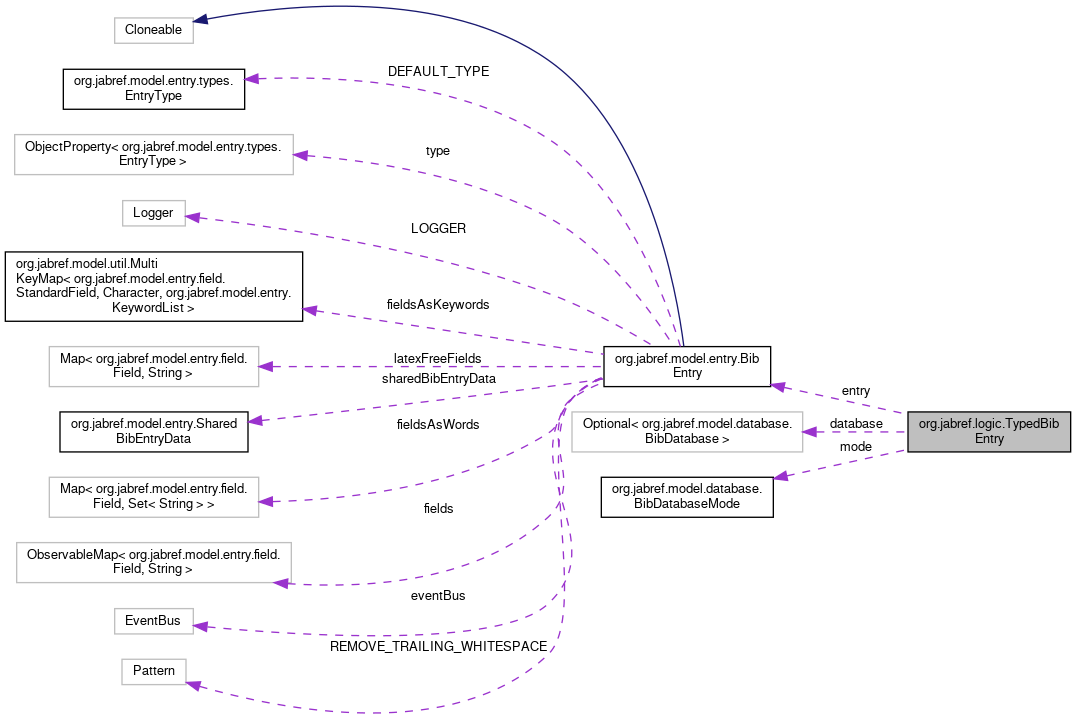 Cloneable
DEFAULT_TYPE
org.jabref.model.entry.types.
EntryType
type
ObjectProperty< org.jabref.model.entry.types.
EntryType >
Logger
LOGGER
org.jabref.model.util.Multi
KeyMap< org.jabref.model.entry.field.
StandardField, Character, org.jabref.model.entry.
KeywordList >
fieldsAsKeywords
Map< org.jabref.model.entry.field.
Field, String >
latexFreeFields
sharedBibEntryData
org.jabref.model.entry.Shared
BibEntryData
fieldsAsWords
Map< org.jabref.model.entry.field.
Field, Set< String > >
fields
ObservableMap< org.jabref.model.entry.field.
Field, String >
eventBus
EventBus
REMOVE_TRAILING_WHITESPACE
Pattern
org.jabref.model.entry.Bib
Entry
entry
Optional< org.jabref.model.database.
BibDatabase >
database
mode
org.jabref.model.database.
BibDatabaseMode
org.jabref.logic.TypedBib
Entry